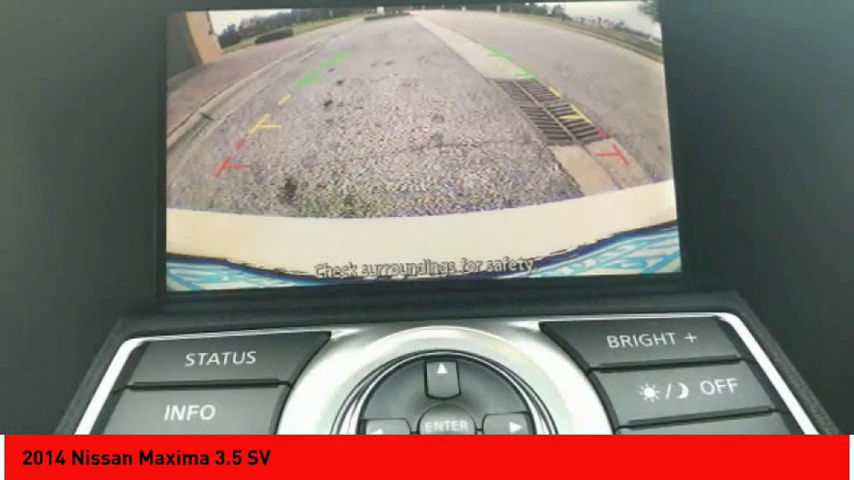 Check surroundings for safety.
STATUS
BRIGHT +
INFO
OFF
ENTER
2014 Nissan Maxima 3.5 SV